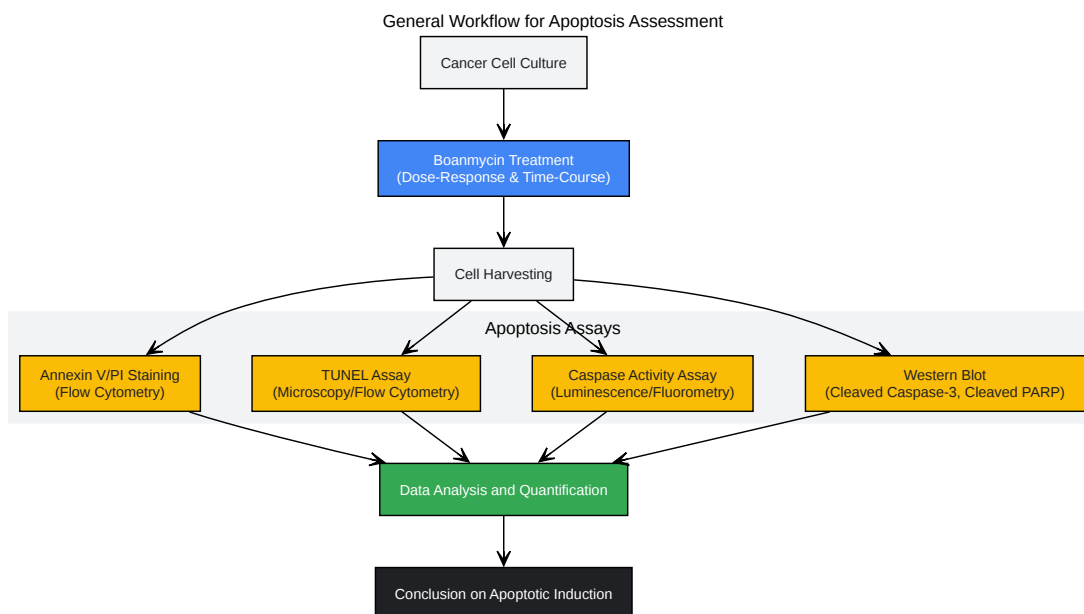 General Workflow for Apoptosis Assessment
Cancer Cell Culture
Boanmycin Treatment
(Dose-Response & Time-Course)
Cell Harvesting
Apoptosis Assays
Annexin V/PI Staining
(Flow Cytometry)
TUNEL Assay
(Microscopy/Flow Cytometry)
Caspase Activity Assay
(Luminescence/Fluorometry)
Western Blot
(Cleaved Caspase-3, Cleaved PARP)
Data Analysis and Quantification
Conclusion on Apoptotic Induction